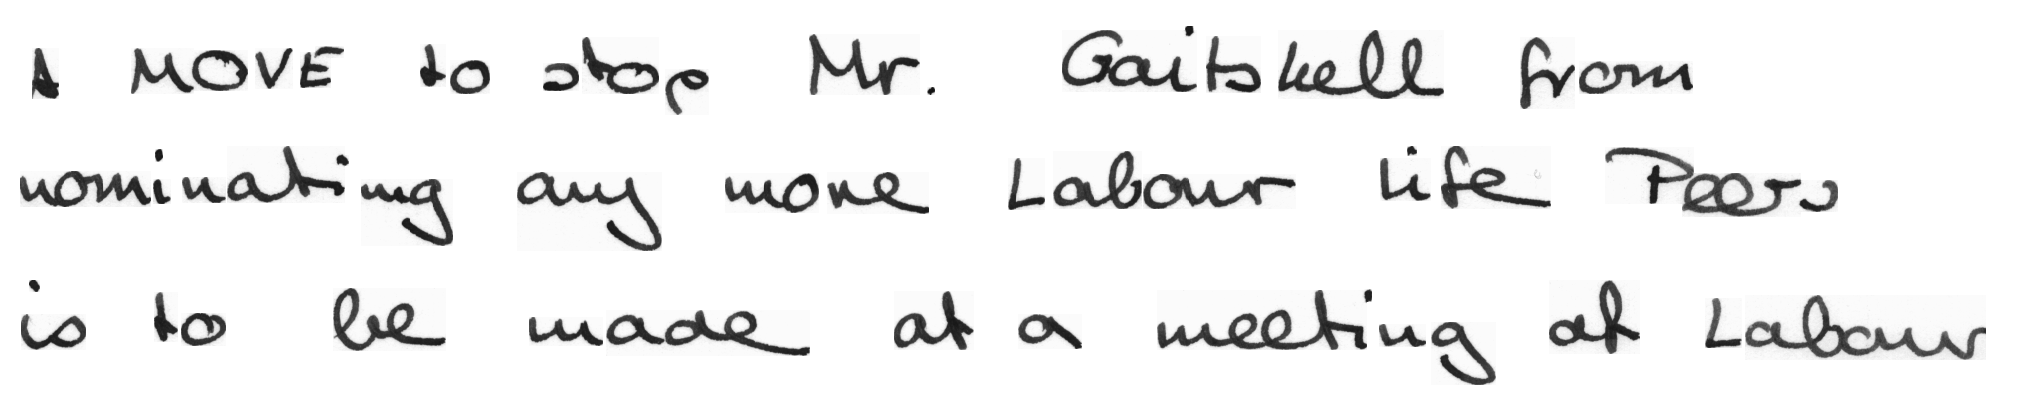 A MOVE to stop Mr. Gaitskell from
nominating any more Labour life Peers
is to be made at a meeting of Labour